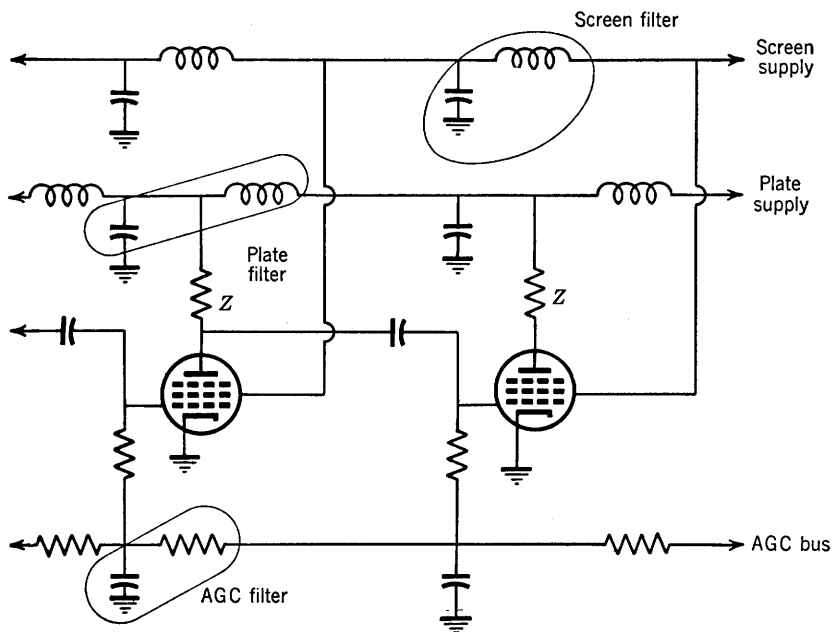 Screen filter
Screen
supply
Plate
supply
Plate
filter
Z
Z
AGC bus
AGC filter